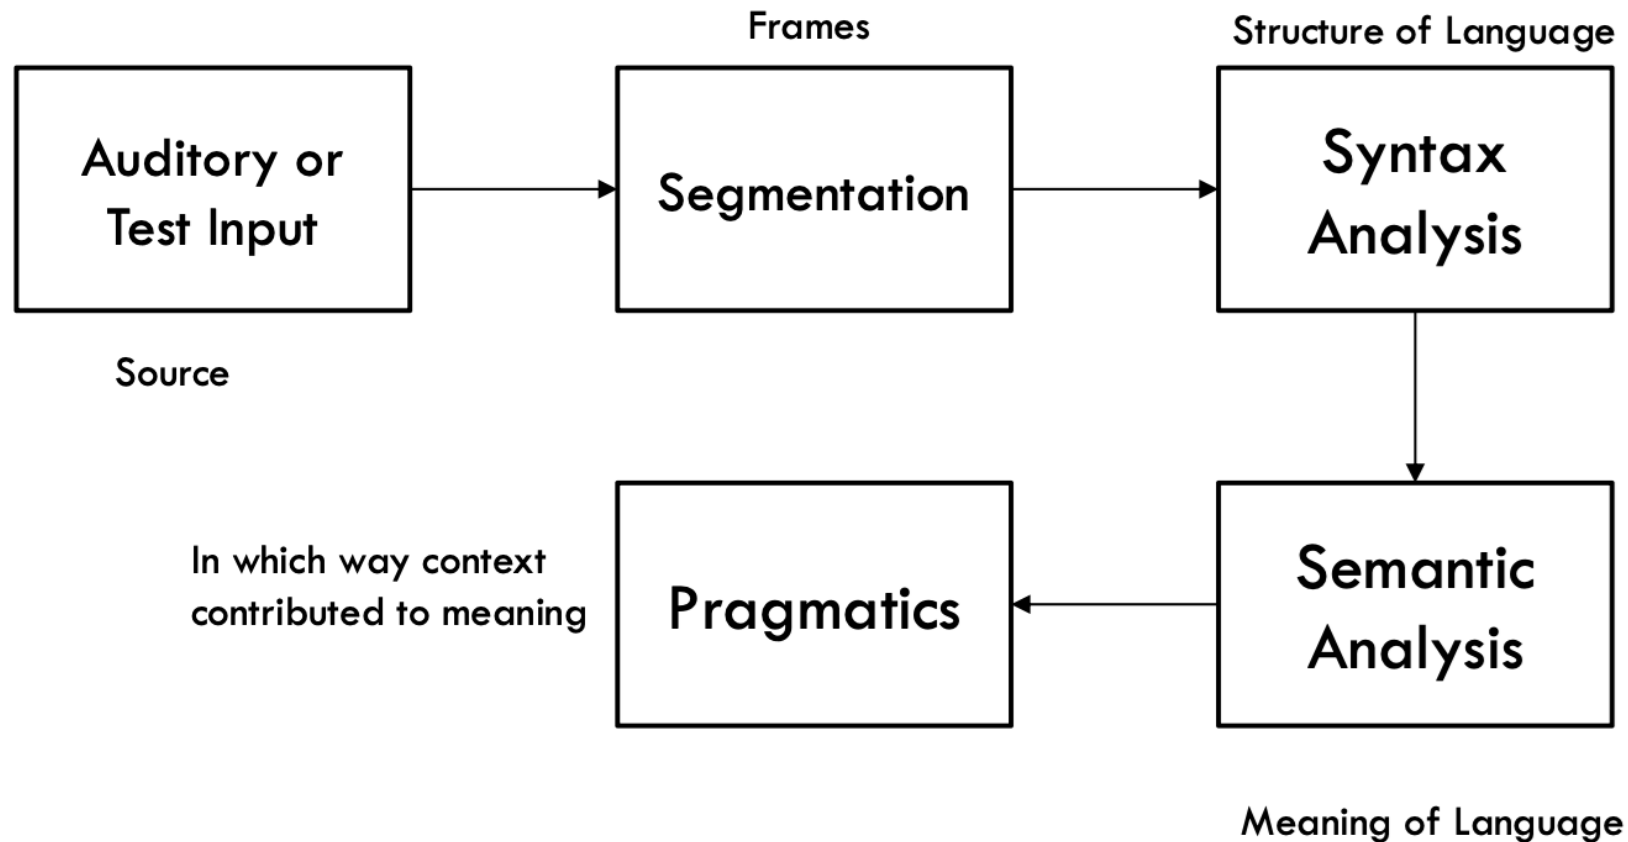 Frames
Structure of Language
Auditory or
Test Input
Segmentation
Syntax
Analysis
Source
In which way context
contributed to meaning
Pragmatics
Semantic
Analysis
Meaning of Language